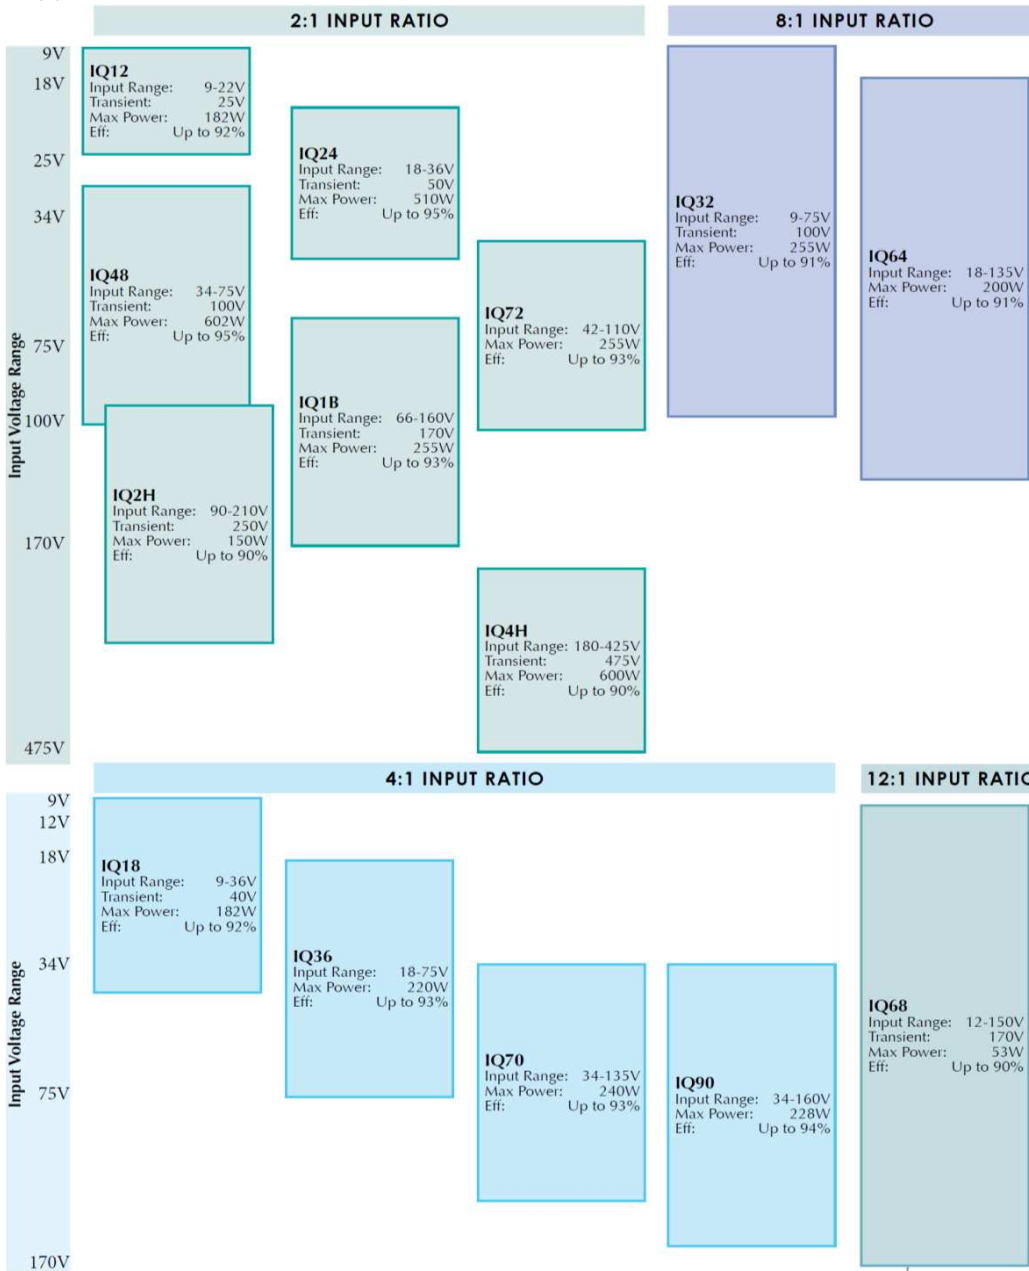 2:1 INPUT RATIO
8:1 INPUT RATIO
Input Voltage Range
9V
18V
25V
34V
75V
100V
170V
475V
IQ12
Input Range: 9-22V
Transient: 25V
Max Power: 182W
Eff: Up to 92%
IQ48
Input Range: 34-75V
Transient: 100V
Max Power: 602W
Eff: Up to 95%
IQ2H
Input Range: 90-210V
Transient: 250V
Max Power: 150W
Eff: Up to 90%
IQ24
Input Range: 18-36V
Transient: 50V
Max Power: 510W
Eff: Up to 95%
IQ1B
Input Range: 66-160V
Transient: 170V
Max Power: 255W
Eff: Up to 93%
IQ72
Input Range: 42-110V
Max Power: 255W
Eff: Up to 93%
IQ4H
Input Range: 180-425V
Transient: 475V
Max Power: 600W
Eff: Up to 90%
IQ32
Input Range: 9-75V
Transient: 100V
Max Power: 255W
Eff: Up to 91%
IQ64
Input Range: 18-135V
Max Power: 200W
Eff: Up to 91%
4:1 INPUT RATIO
12:1 INPUT RATIO
Input Voltage Range
9V
12V
18V
34V
75V
170V
IQ18
Input Range: 9-36V
Transient: 40V
Max Power: 182W
Eff: Up to 92%
IQ36
Input Range: 18-75V
Max Power: 220W
Eff: Up to 93%
IQ70
Input Range: 34-135V
Max Power: 240W
Eff: Up to 93%
IQ90
Input Range: 34-160V
Max Power: 228W
Eff: Up to 94%
IQ68
Input Range: 12-150V
Transient: 170V
Max Power: 53W
Eff: Up to 90%